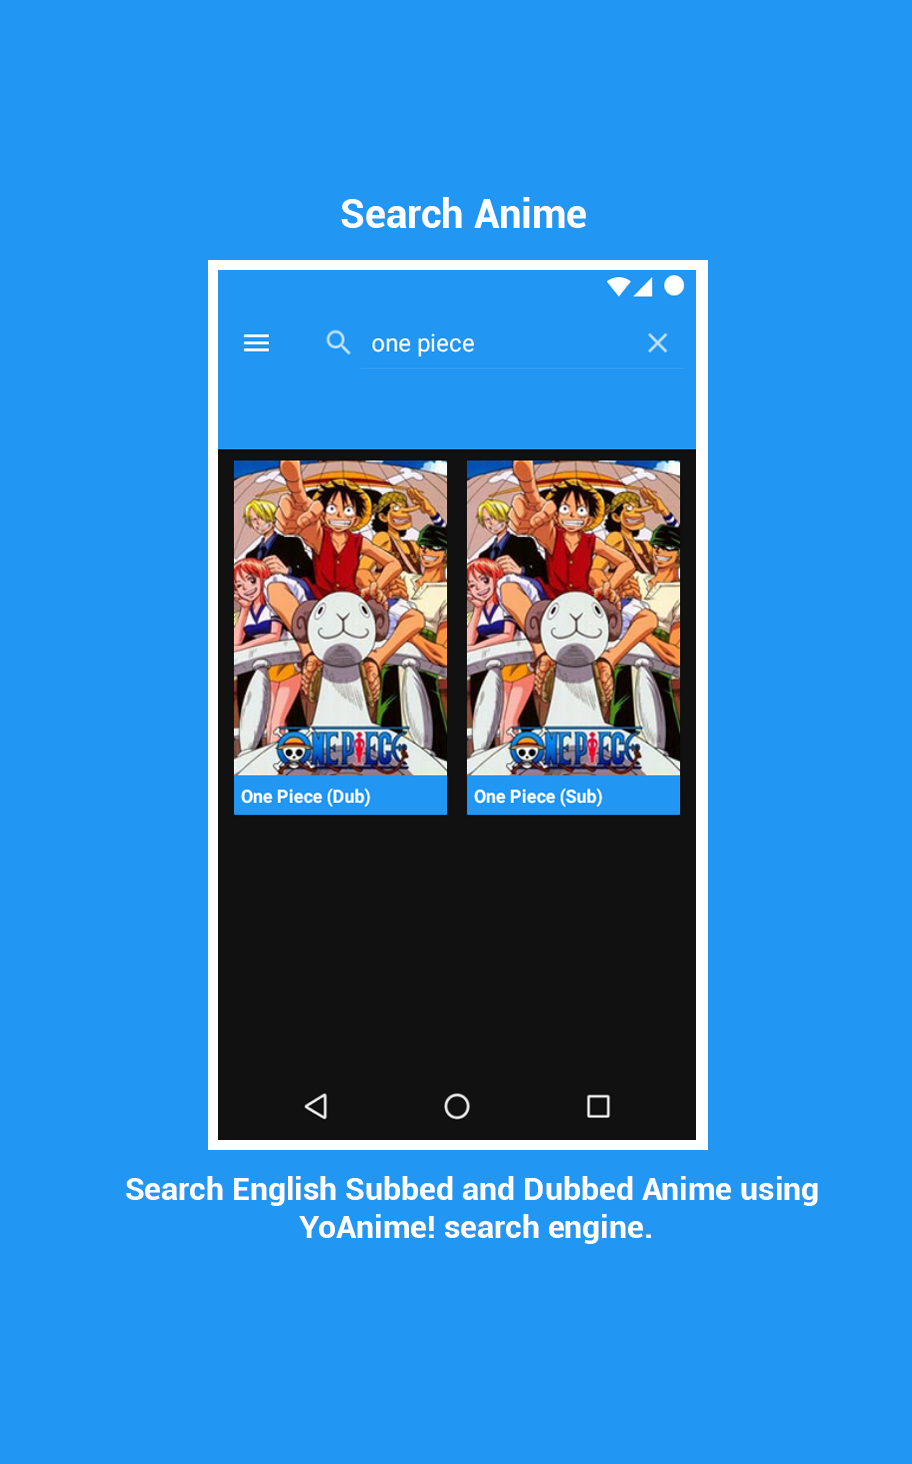 Search Anime
one piece
ONE PIECE
ONE PIECE
One Piece (Dub)
One Piece (Sub)
Search English Subbed and Dubbed Anime using
YoAnime! search engine.